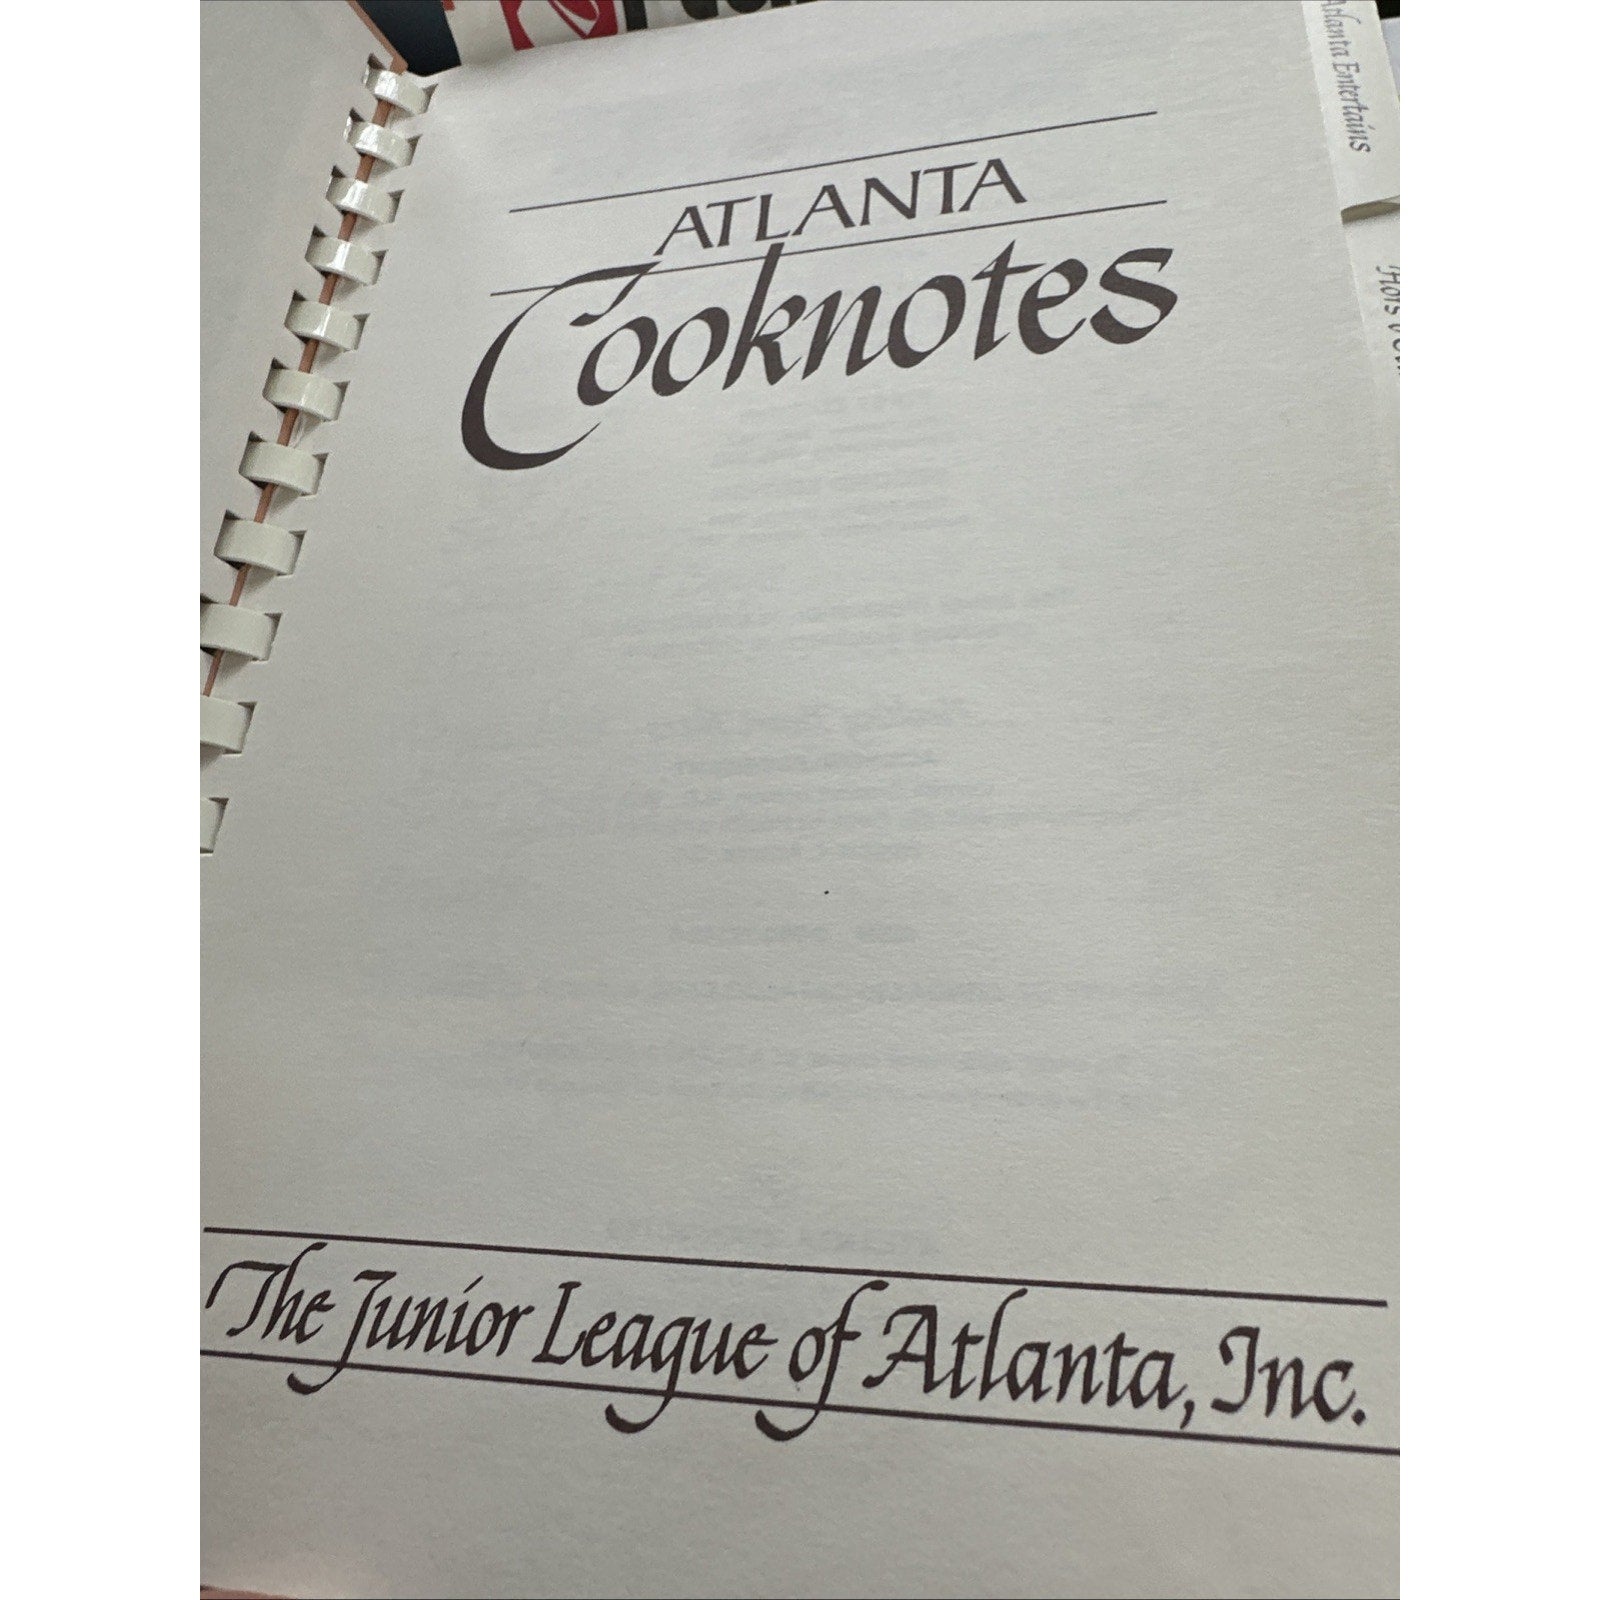 ATLANTA
Cooknotes
Atlanta Entertains
The Junior League of Atlanta, Inc.